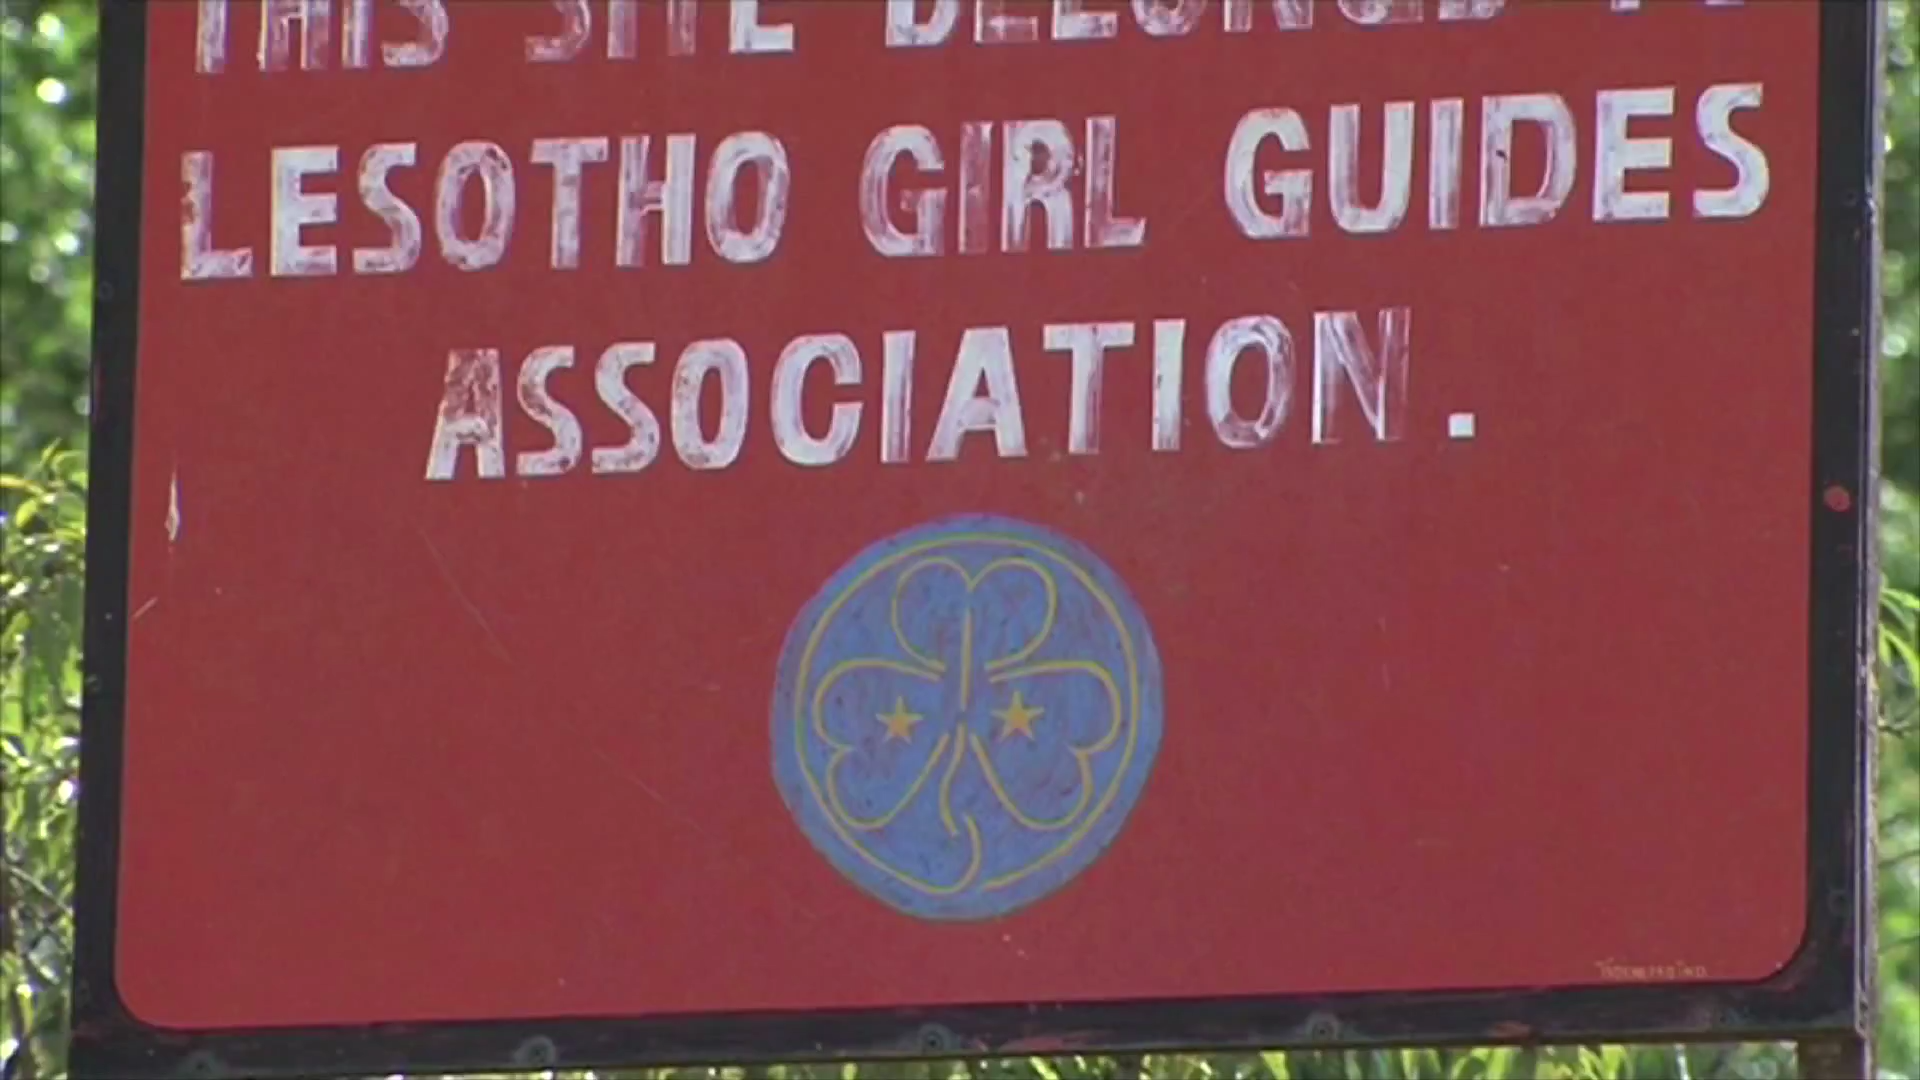 THIS SITE BELONGS TO
LESOTHO GIRL GUIDES
ASSOCIATION.